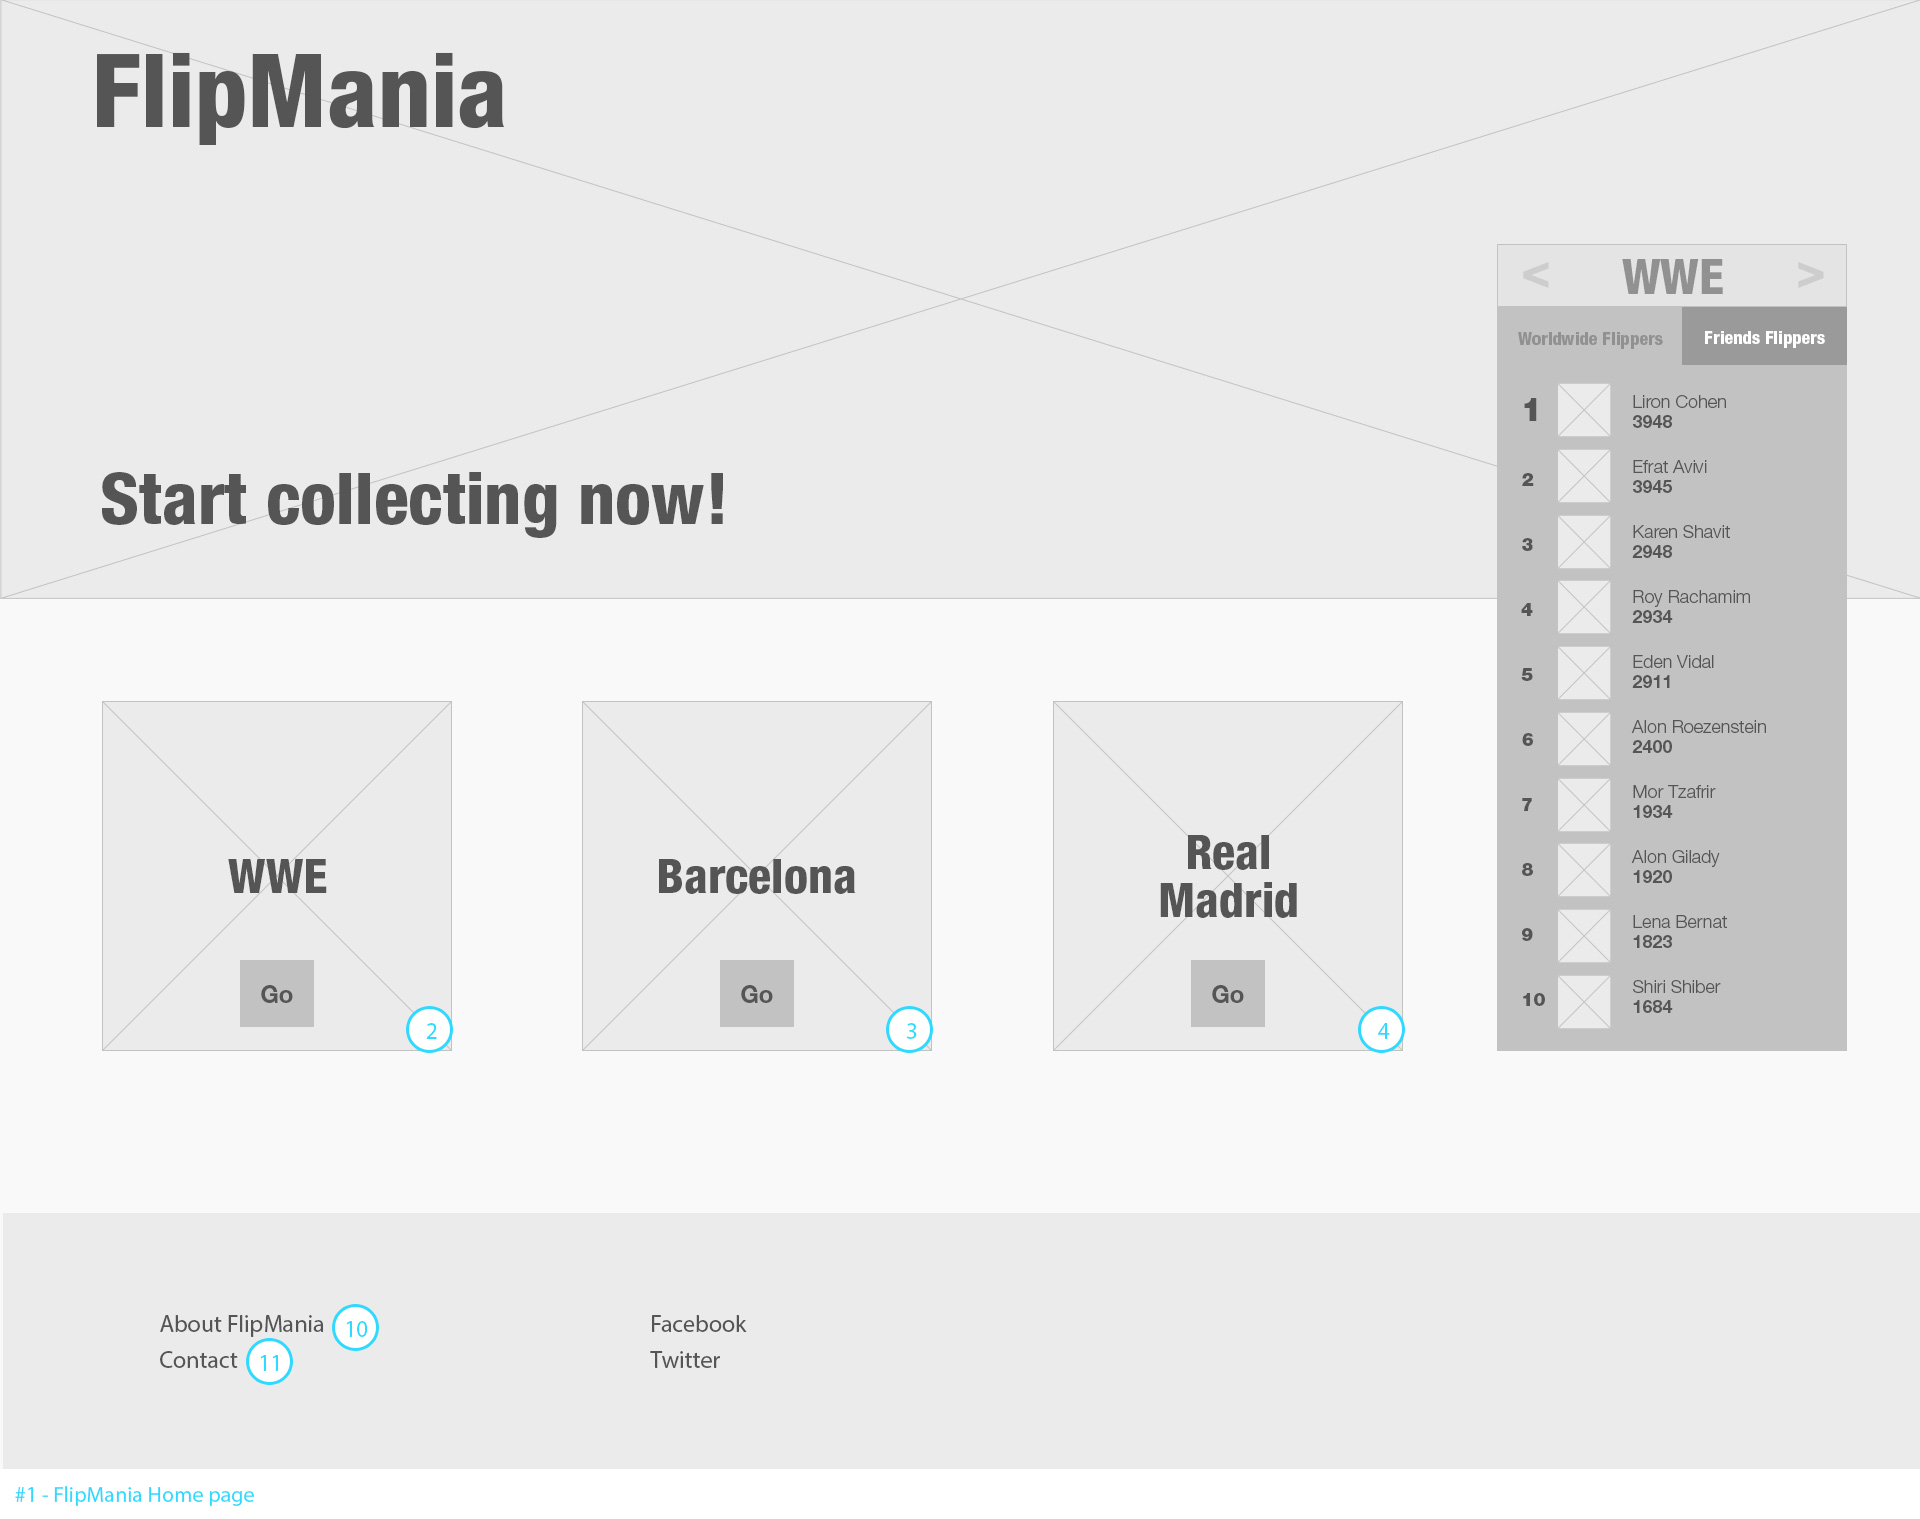 FlipMania
Start collecting now!
< WWE >
Worldwide Flippers
Friends Flippers
1
Liron Cohen
3948
2
Efrat Avivi
3945
3
Karen Shavit
2948
4
Roy Rachamim
2934
5
Eden Vidal
2911
6
Alon Roezenstein
2400
7
Mor Tzafrir
1934
8
Alon Gilady
1920
9
Lena Bernat
1823
10
Shiri Shiber
1684
WWE
Go
2
Barcelona
Go
3
Real
Madrid
Go
4
About FlipMania 10
Contact 11
Facebook
Twitter
#1 - FlipMania Home page